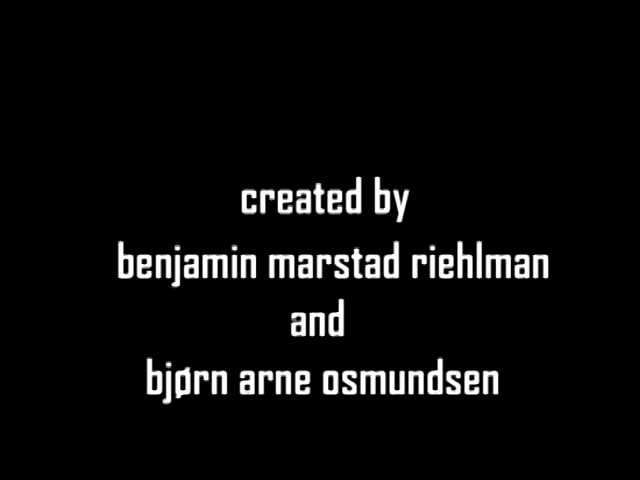 created by
benjamin marstad riehlman
and
bjørn arne osmundsen